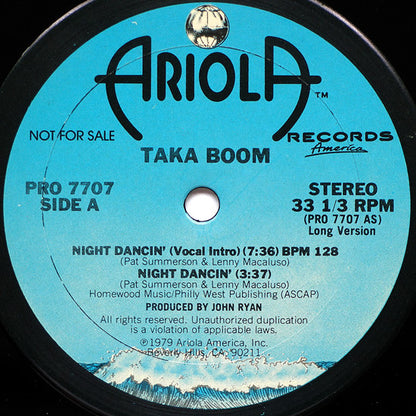 ARIOLA™
NOT FOR SALE
RECORDS
America
TAKA BOOM
PRO 7707
SIDE A
STEREO
33 1/3 RPM
(PRO 7707 AS)
Long Version
NIGHT DANCIN' (Vocal Intro) (7:36) BPM 128
(Pat Summerson & Lenny Macaluso)
NIGHT DANCIN' (3:37)
(Pat Summerson & Lenny Macaluso)
Homewood Music/Philly West Publishing (ASCAP)
PRODUCED BY JOHN RYAN
All rights reserved. Unauthorized duplication
is a violation of applicable laws.
℗1979 Ariola America, Inc.
Beverly Hills, CA. 90211